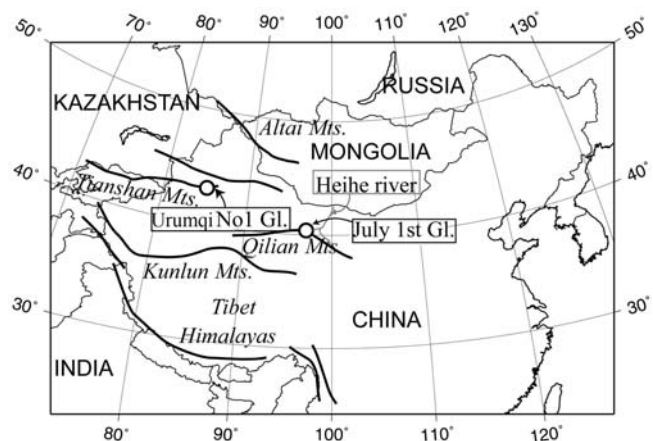 70° 80° 90° 100° 110° 120° 130°
50° 50°
RUSSIA
KAZAKHSTAN
Altai Mts.
MONGOLIA
40° 40°
Tianshan Mts. Heihe river
Urumqi No1 Gl. July 1st Gl.
Qilian Mts
Kunlun Mts.
30° 30°
Tibet
CHINA
Himalayas
INDIA
80° 90° 100° 110° 120°